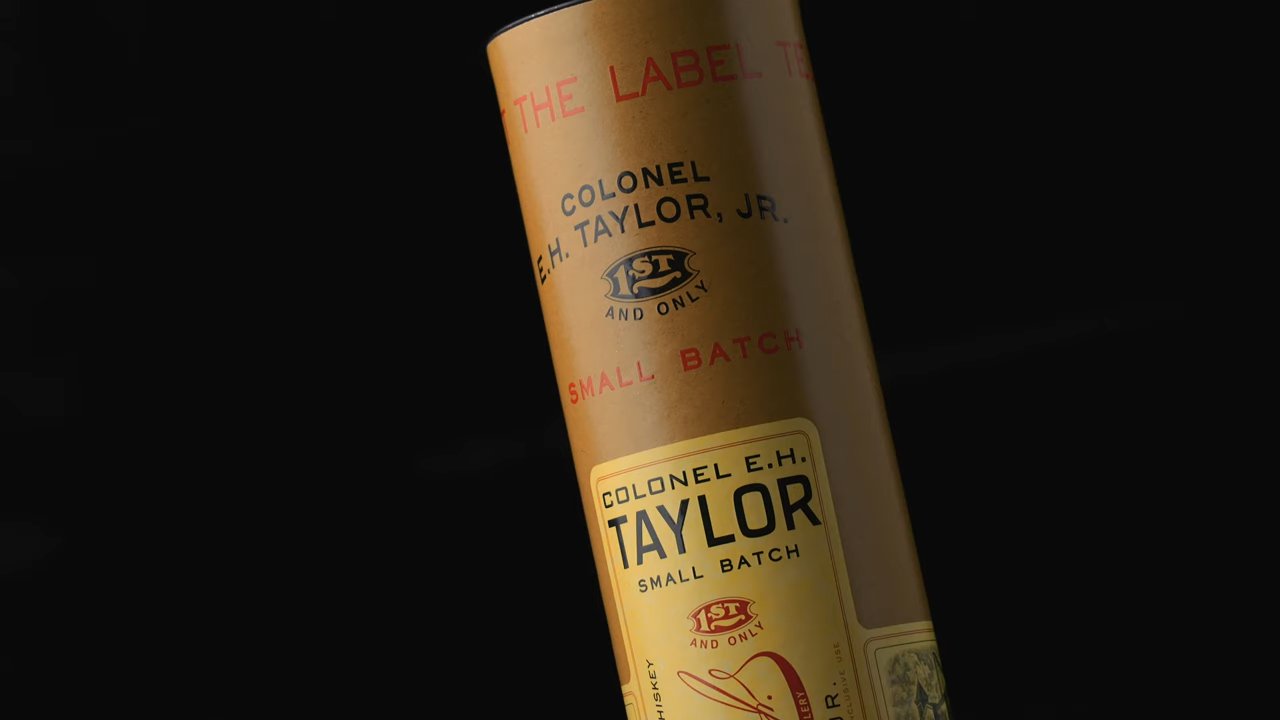 THE LABEL
COLONEL
E.H. TAYLOR, JR.
1ST
AND ONLY
SMALL BATCH
COLONEL E.H.
TAYLOR
SMALL BATCH
1ST
AND ONLY